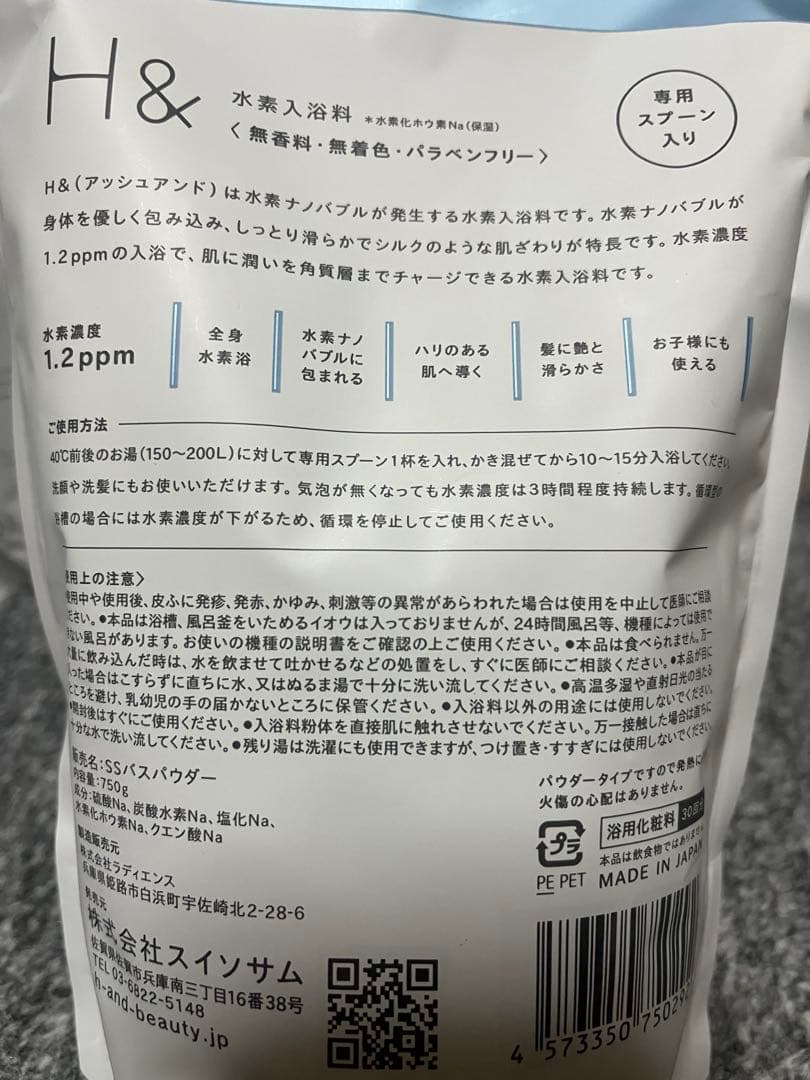 H&
水素入浴料 *水素化ホウ素Na(保湿)
〈 無香料・無着色・パラベンフリー 〉
専用
スプーン
入り
H&(アッシュアンド)は水素ナノバブルが発生する水素入浴料です。水素ナノバブルが
身体を優しく包み込み、しっとり滑らかでシルクのような肌ざわりが特長です。水素濃度
1.2ppmの入浴で、肌に潤いを角質層までチャージできる水素入浴料です。
水素濃度
1.2ppm
全身
水素浴
水素ナノ
バブルに
包まれる
ハリのある
肌へ導く
髪に艶と
滑らかさ
お子様にも
使える
ご使用方法
40℃前後のお湯(150〜200L)に対して専用スプーン1杯を入れ、かき混ぜてから10〜15分入浴してください。
洗顔や洗髪にもお使いいただけます。気泡が無くなっても水素濃度は3時間程度持続します。循環型の
浴槽の場合には水素濃度が下がるため、循環を停止してご使用ください。
使用上の注意〉
使用中や使用後、皮ふに発疹、発赤、かゆみ、刺激等の異常があらわれた場合は使用を中止して医師にご相談
ださい。●本品は浴槽、風呂釜をいためるイオウは入っておりませんが、24時間風呂等、機種によっては使用で
きない風呂があります。お使いの機種の説明書をご確認の上ご使用ください。●本品は食べられません。万一
大量に飲み込んだ時は、水を飲ませて吐かせるなどの処置をし、すぐに医師にご相談ください。●本品が目に
入った場合はこすらずに直ちに水、又はぬるま湯で十分に洗い流してください。●高温多湿や直射日光の当たる
ところを避け、乳幼児の手の届かないところに保管ください。●入浴料以外の用途には使用しないでください。
●開封後はすぐにご使用ください。●入浴料粉体を直接肌に触れさせないでください。万一接触した場合は直ちに
十分な水で洗い流してください。●残り湯は洗濯にも使用できますが、つけ置き・すすぎには使用しないでください。
販売名:SSバスパウダー
内容量:750g
成分:硫酸Na、炭酸水素Na、塩化Na、
水素化ホウ素Na、クエン酸Na
製造販売元
株式会社ラディエンス
兵庫県姫路市白浜町宇佐崎北2-28-6
発売元
株式会社スイソサム
佐賀県佐賀市兵庫南三丁目16番38号
TEL 03-6822-5148
h-and-beauty.jp
パウダータイプですので発熱に
火傷の心配はありません。
プラ
PE PET
浴用化粧料 30回
本品は飲食物ではありません
MADE IN JAPAN
4 573350 75029